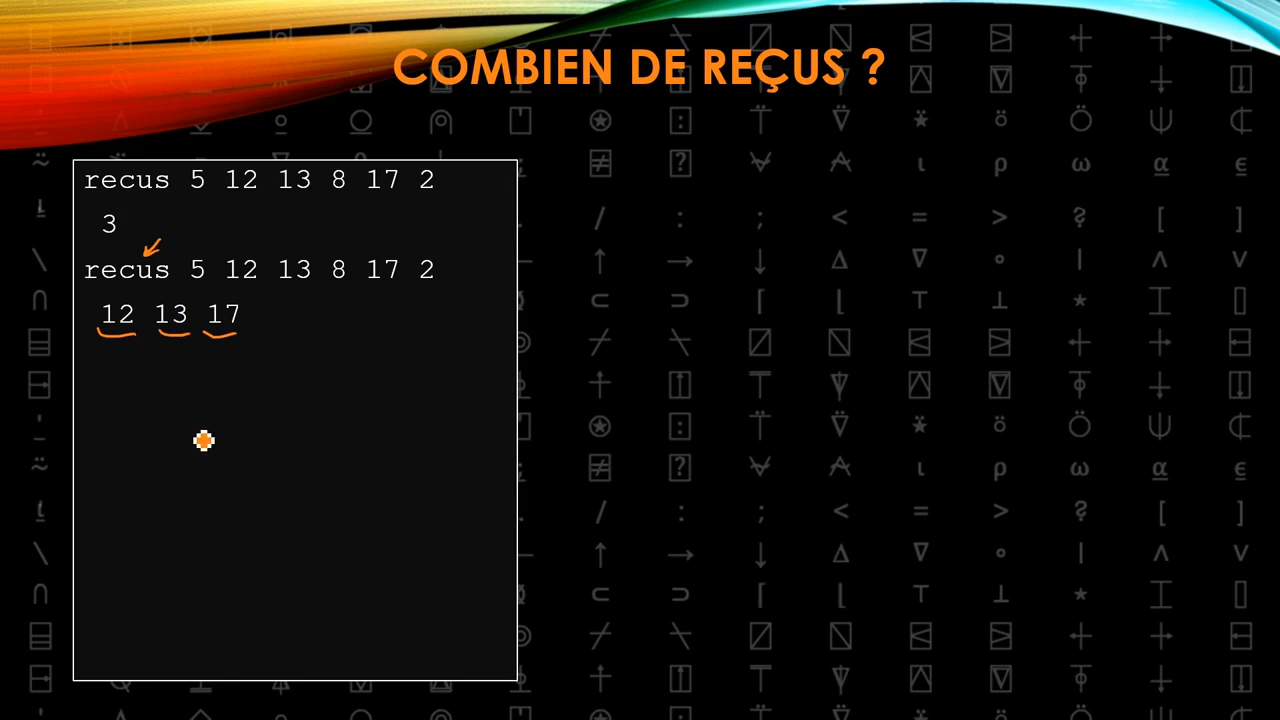 COMBIEN DE REÇUS ?
recus 5 12 13 8 17 2
3
recus 5 12 13 8 17 2
12 13 17